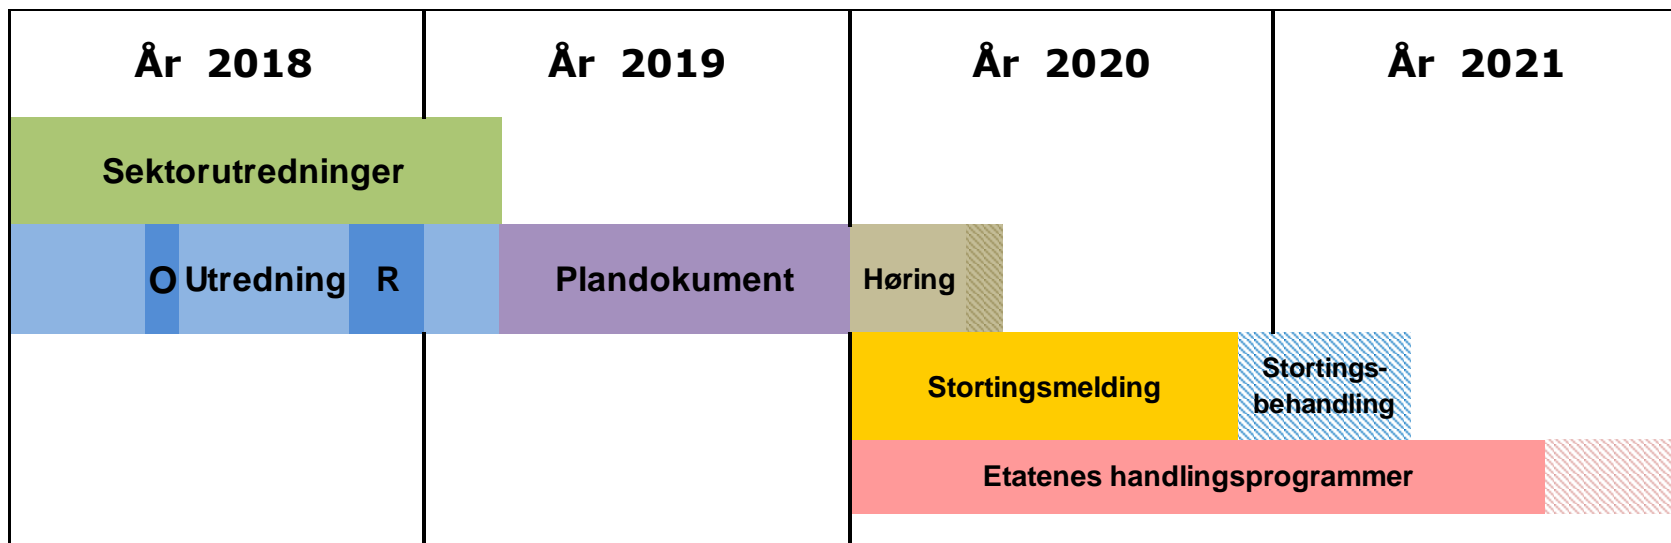 År 2018
År 2019
År 2020
År 2021
Sektorutredninger
O
Utredning
R
Plandokument
Høring
Stortingsmelding
Stortings-
behandling
Etatenes handlingsprogrammer